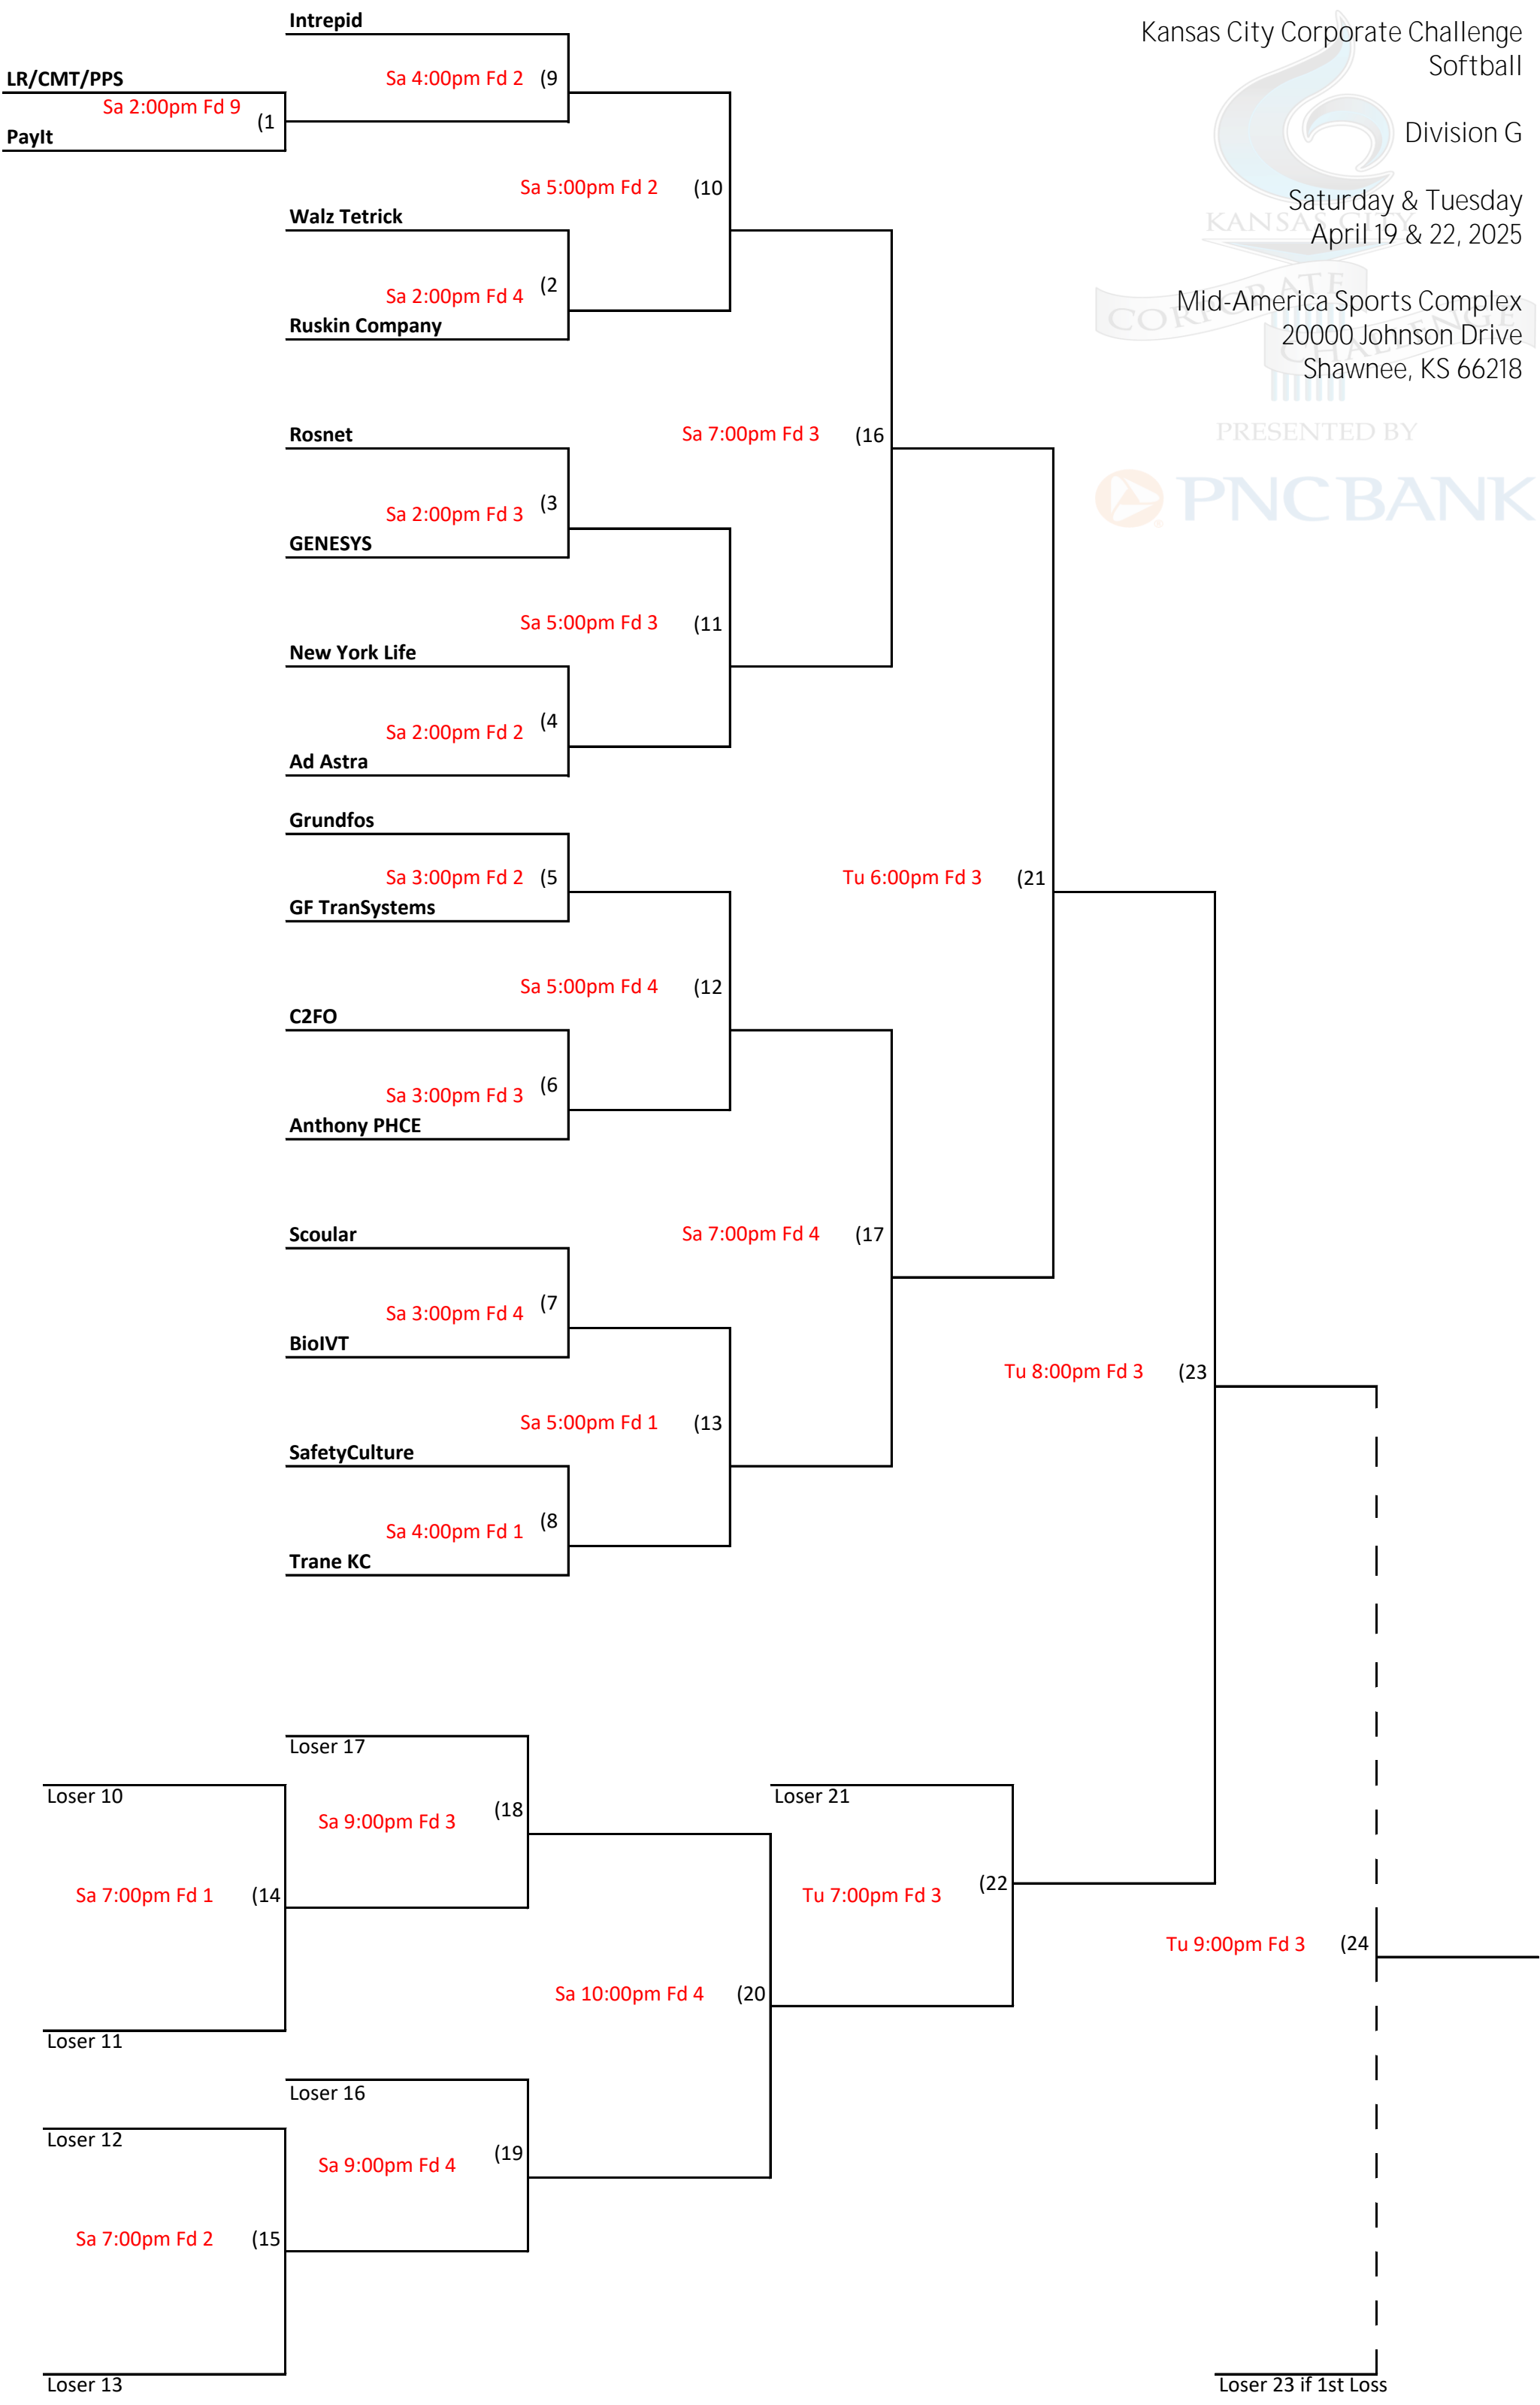 Kansas City Corporate Challenge
Softball
Division G
Saturday & Tuesday
April 19 & 22, 2025
Mid-America Sports Complex
20000 Johnson Drive
Shawnee, KS 66218
KANSAS CITY
CORPORATE
CHALLENGE
PRESENTED BY
PNC BANK
Intrepid
LR/CMT/PPS
Sa 4:00pm Fd 2 (9
Sa 2:00pm Fd 9 (1
PayIt
Sa 5:00pm Fd 2 (10
Walz Tetrick
Sa 2:00pm Fd 4 (2
Ruskin Company
Rosnet
Sa 7:00pm Fd 3 (16
Sa 2:00pm Fd 3 (3
GENESYS
Sa 5:00pm Fd 3 (11
New York Life
Sa 2:00pm Fd 2 (4
Ad Astra
Grundfos
Sa 3:00pm Fd 2 (5
Tu 6:00pm Fd 3 (21
GF TranSystems
Sa 5:00pm Fd 4 (12
C2FO
Sa 3:00pm Fd 3 (6
Anthony PHCE
Scoular
Sa 7:00pm Fd 4 (17
Sa 3:00pm Fd 4 (7
BioIVT
Tu 8:00pm Fd 3 (23
Sa 5:00pm Fd 1 (13
SafetyCulture
Sa 4:00pm Fd 1 (8
Trane KC
Loser 17
Loser 10
Loser 21
Sa 9:00pm Fd 3 (18
Sa 7:00pm Fd 1 (14
Tu 7:00pm Fd 3 (22
Tu 9:00pm Fd 3 (24
Sa 10:00pm Fd 4 (20
Loser 11
Loser 16
Loser 12
Sa 9:00pm Fd 4 (19
Sa 7:00pm Fd 2 (15
Loser 13
Loser 23 if 1st Loss